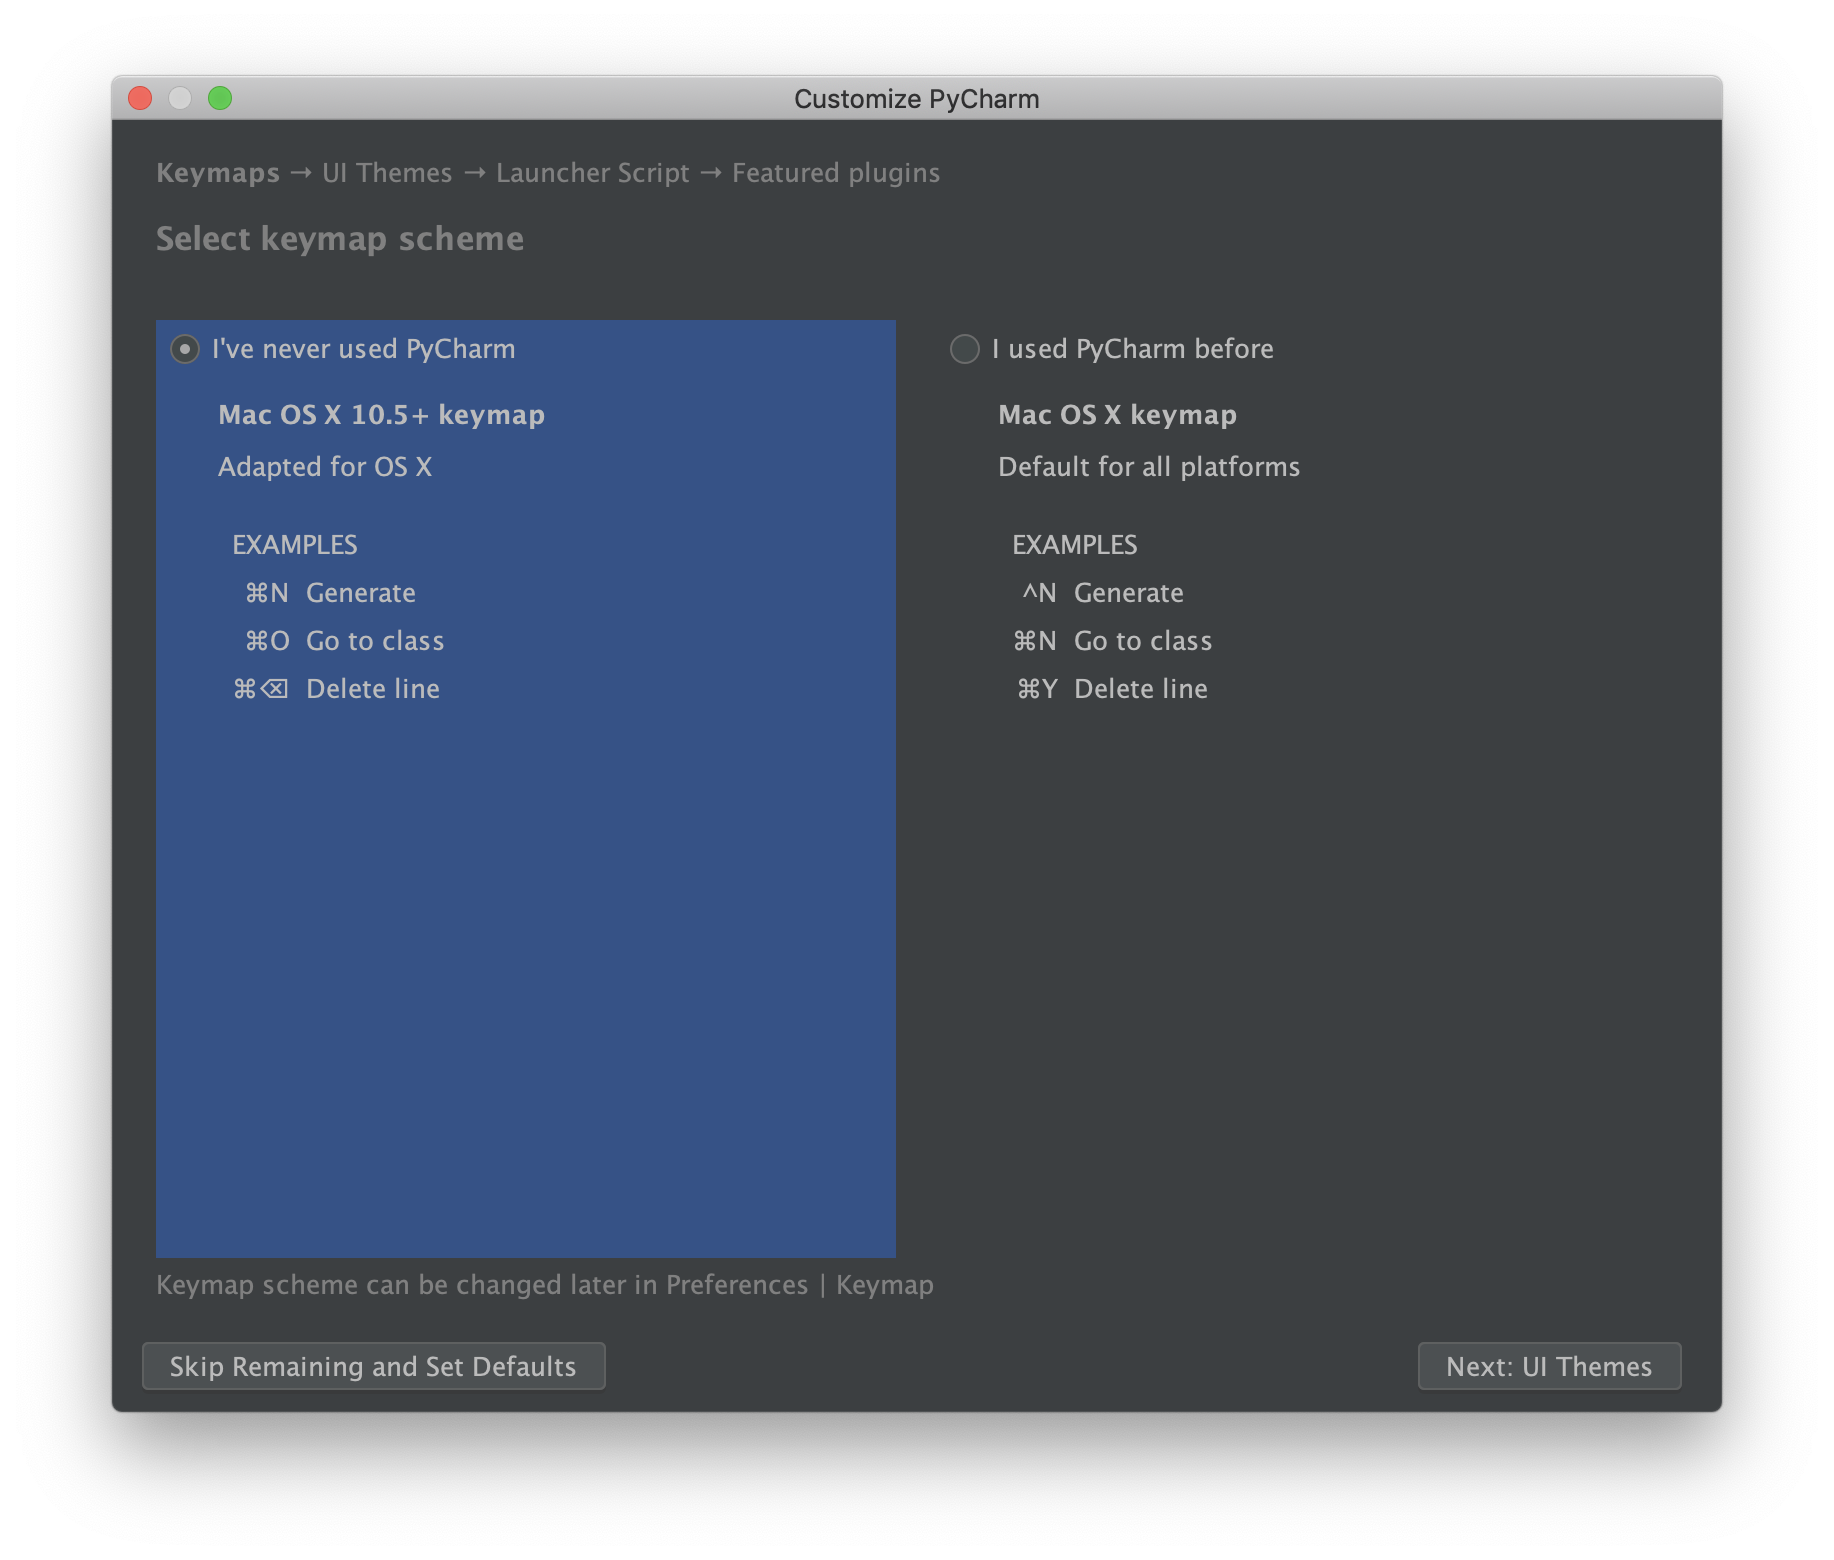 Customize PyCharm
Keymaps → UI Themes → Launcher Script → Featured plugins
Select keymap scheme
I've never used PyCharm
Mac OS X 10.5+ keymap
Adapted for OS X
EXAMPLES
⌘N Generate
⌘O Go to class
⌘⌫ Delete line
I used PyCharm before
Mac OS X keymap
Default for all platforms
EXAMPLES
^N Generate
⌘N Go to class
⌘Y Delete line
Keymap scheme can be changed later in Preferences | Keymap
Skip Remaining and Set Defaults
Next: UI Themes